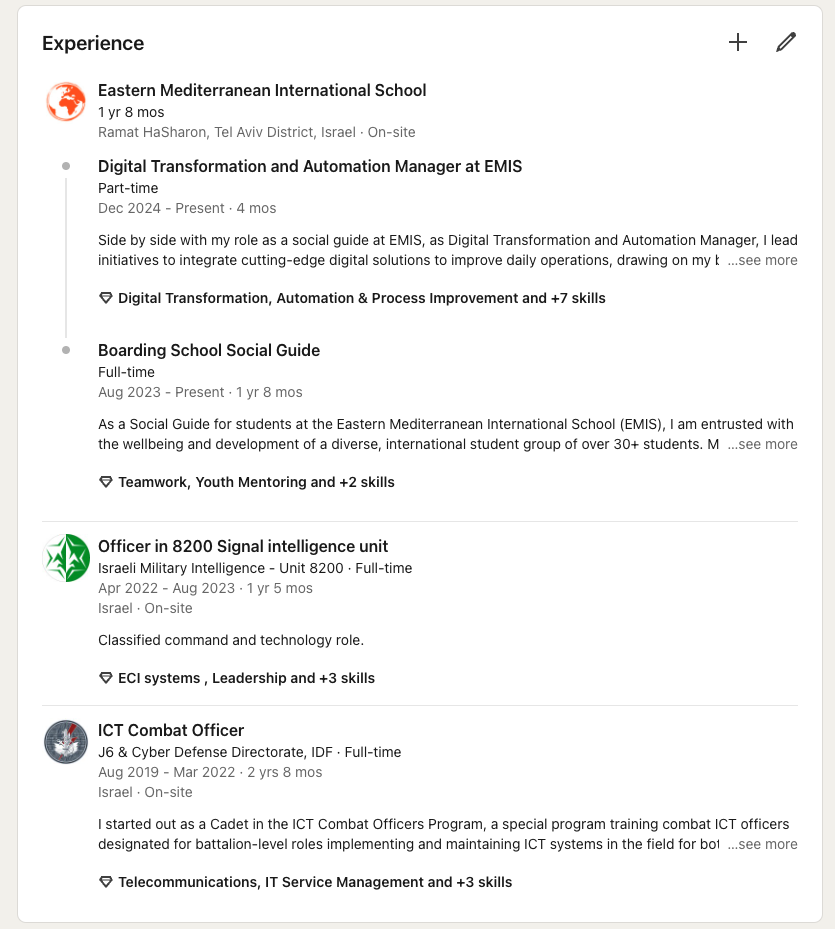 Experience
Eastern Mediterranean International School
1 yr 8 mos
Ramat HaSharon, Tel Aviv District, Israel · On-site
Digital Transformation and Automation Manager at EMIS
Part-time
Dec 2024 - Present · 4 mos
Side by side with my role as a social guide at EMIS, as Digital Transformation and Automation Manager, I lead
initiatives to integrate cutting-edge digital solutions to improve daily operations, drawing on my …see more
Digital Transformation, Automation & Process Improvement and +7 skills
Boarding School Social Guide
Full-time
Aug 2023 - Present · 1 yr 8 mos
As a Social Guide for students at the Eastern Mediterranean International School (EMIS), I am entrusted with
the wellbeing and development of a diverse, international student group of over 30+ students. M …see more
Teamwork, Youth Mentoring and +2 skills
Officer in 8200 Signal intelligence unit
Israeli Military Intelligence - Unit 8200 · Full-time
Apr 2022 - Aug 2023 · 1 yr 5 mos
Israel · On-site
Classified command and technology role.
ECI systems , Leadership and +3 skills
ICT Combat Officer
J6 & Cyber Defense Directorate, IDF · Full-time
Aug 2019 - Mar 2022 · 2 yrs 8 mos
Israel · On-site
I started out as a Cadet in the ICT Combat Officers Program, a special program training combat ICT officers
designated for battalion-level roles implementing and maintaining ICT systems in the field for …see more
Telecommunications, IT Service Management and +3 skills